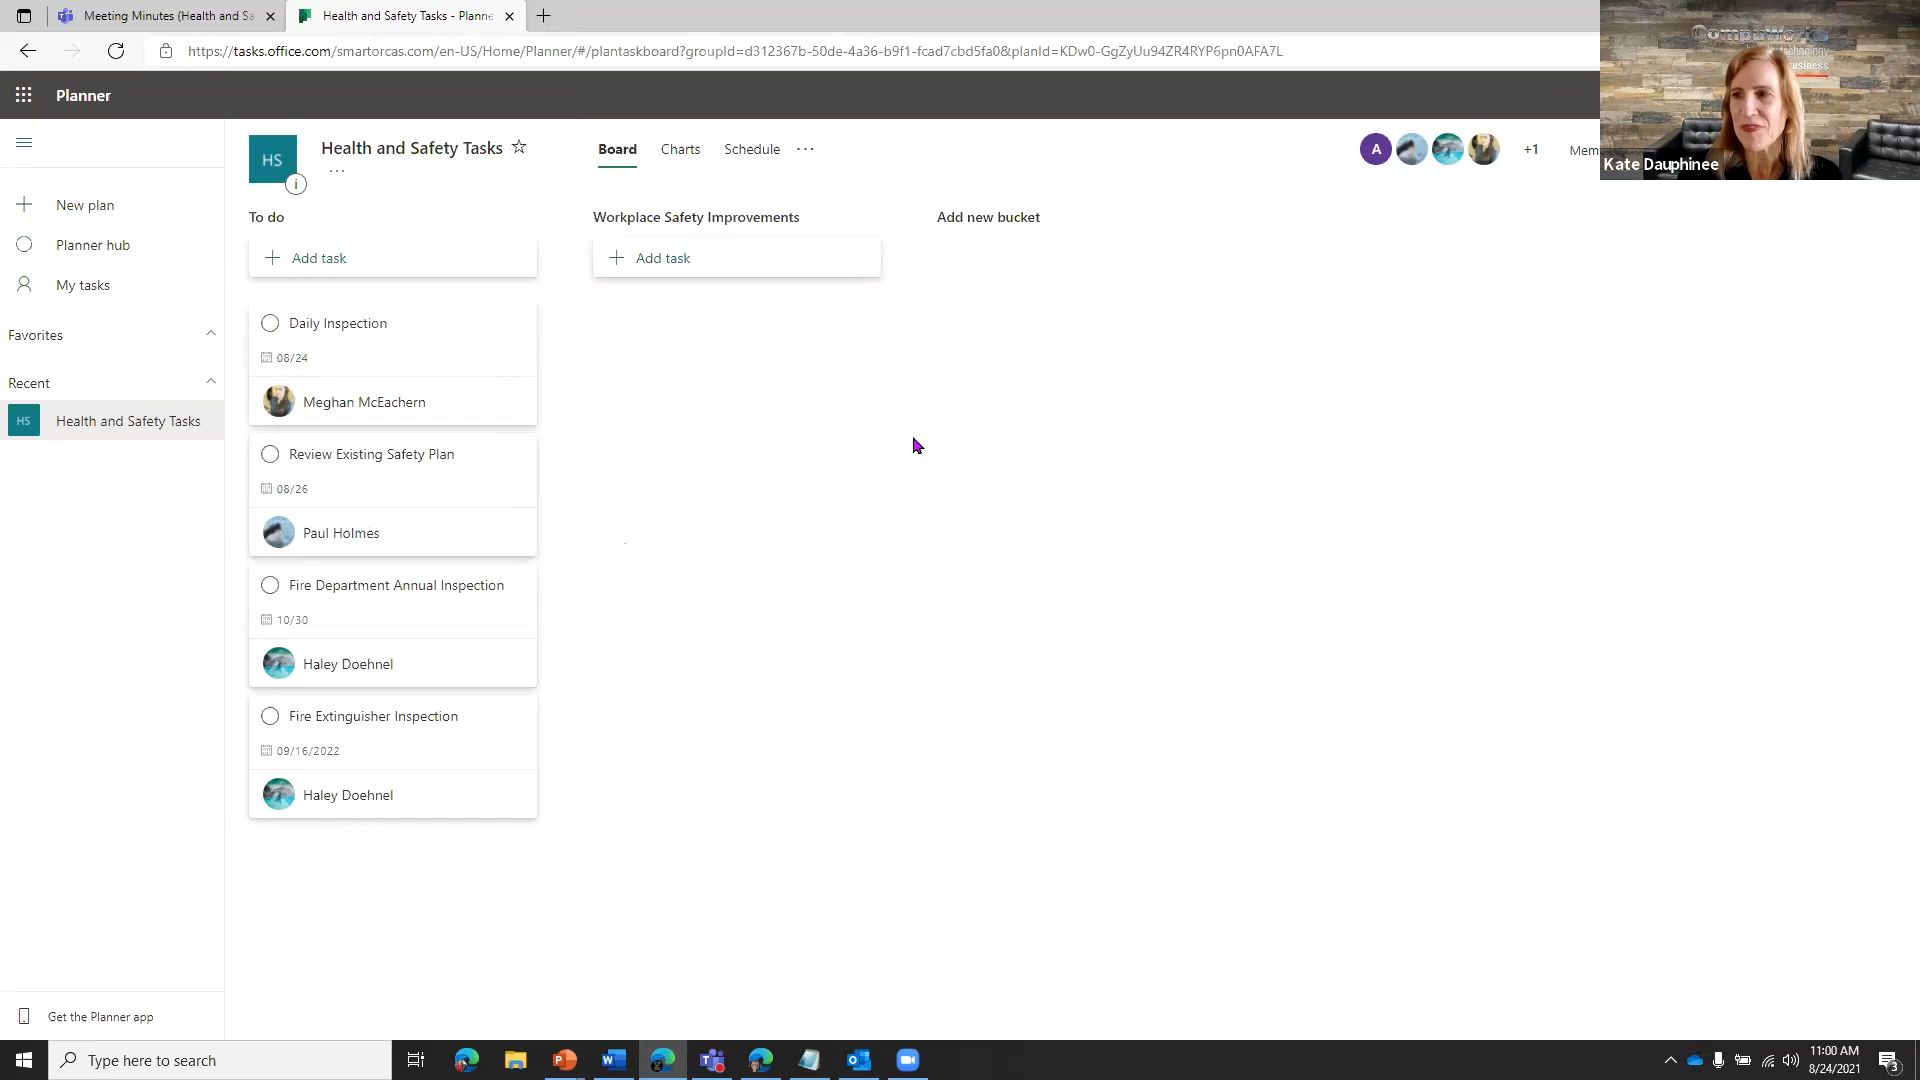 Meeting Minutes (Health and Sa
Health and Safety Tasks - Planne
https://tasks.office.com/smartorcas.com/en-US/Home/Planner/#/plantaskboard?groupId=d312367b-50de-4a36-b9f1-fcad7cbd5fa0&planId=KDw0-GgZyUu94ZR4RYP6pn0AFA7L
CompuWorks
technology
business
Kate Dauphinee
Planner
HS
Health and Safety Tasks
Board
Charts
Schedule
A
+1
Mem
New plan
Planner hub
My tasks
Favorites
Recent
HS
Health and Safety Tasks
Get the Planner app
To do
Add task
Daily Inspection
08/24
Meghan McEachern
Review Existing Safety Plan
08/26
Paul Holmes
Fire Department Annual Inspection
10/30
Haley Doehnel
Fire Extinguisher Inspection
09/16/2022
Haley Doehnel
Workplace Safety Improvements
Add task
Add new bucket
Type here to search
11:00 AM
8/24/2021
3